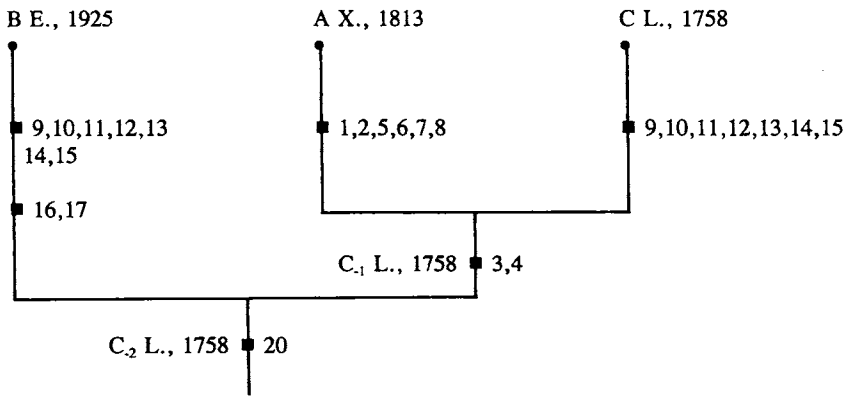 B E., 1925
A X., 1813
C L., 1758
9,10,11,12,13
14,15
1,2,5,6,7,8
9,10,11,12,13,14,15
16,17
C-1 L., 1758
3,4
C-2 L., 1758
20